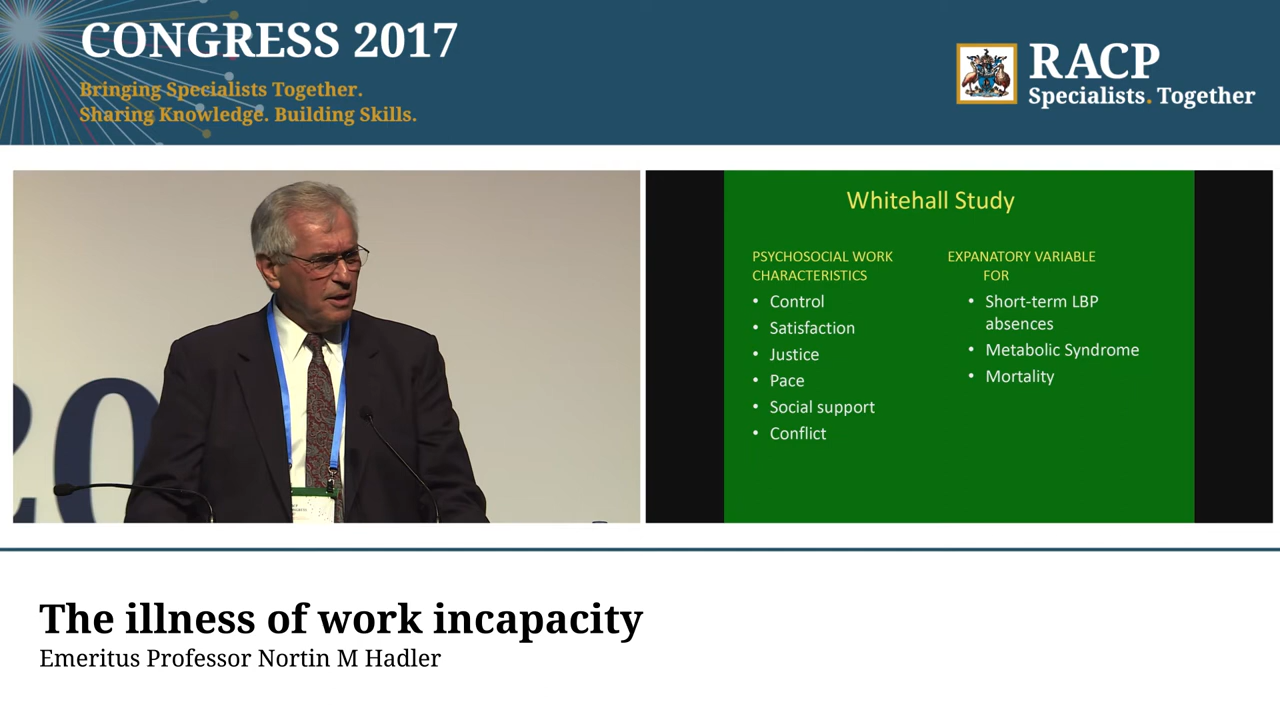 CONGRESS 2017
Bringing Specialists Together.
Sharing Knowledge. Building Skills.
RACP
Specialists. Together
20
Whitehall Study
PSYCHOSOCIAL WORK
CHARACTERISTICS
• Control
• Satisfaction
• Justice
• Pace
• Social support
• Conflict
EXPANATORY VARIABLE
FOR
• Short-term LBP
absences
• Metabolic Syndrome
• Mortality
The illness of work incapacity
Emeritus Professor Nortin M Hadler